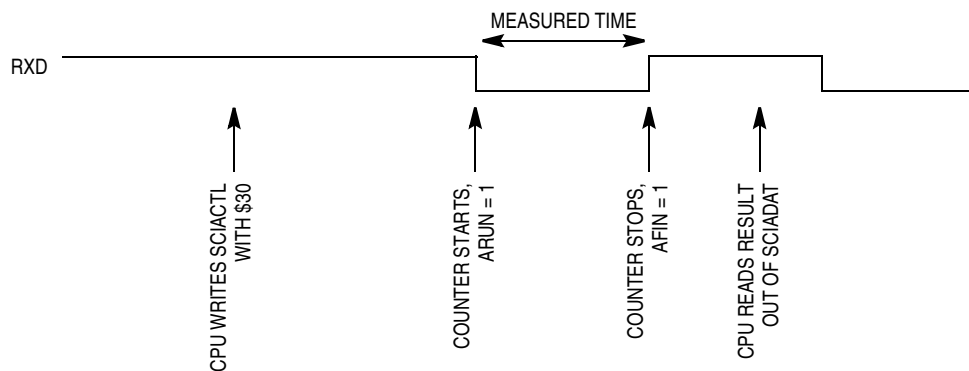 MEASURED TIME
RXD
CPU WRITES SCIACTL
WITH $30
COUNTER STARTS,
ARUN = 1
COUNTER STOPS,
AFIN = 1
CPU READS RESULT
OUT OF SCIADAT